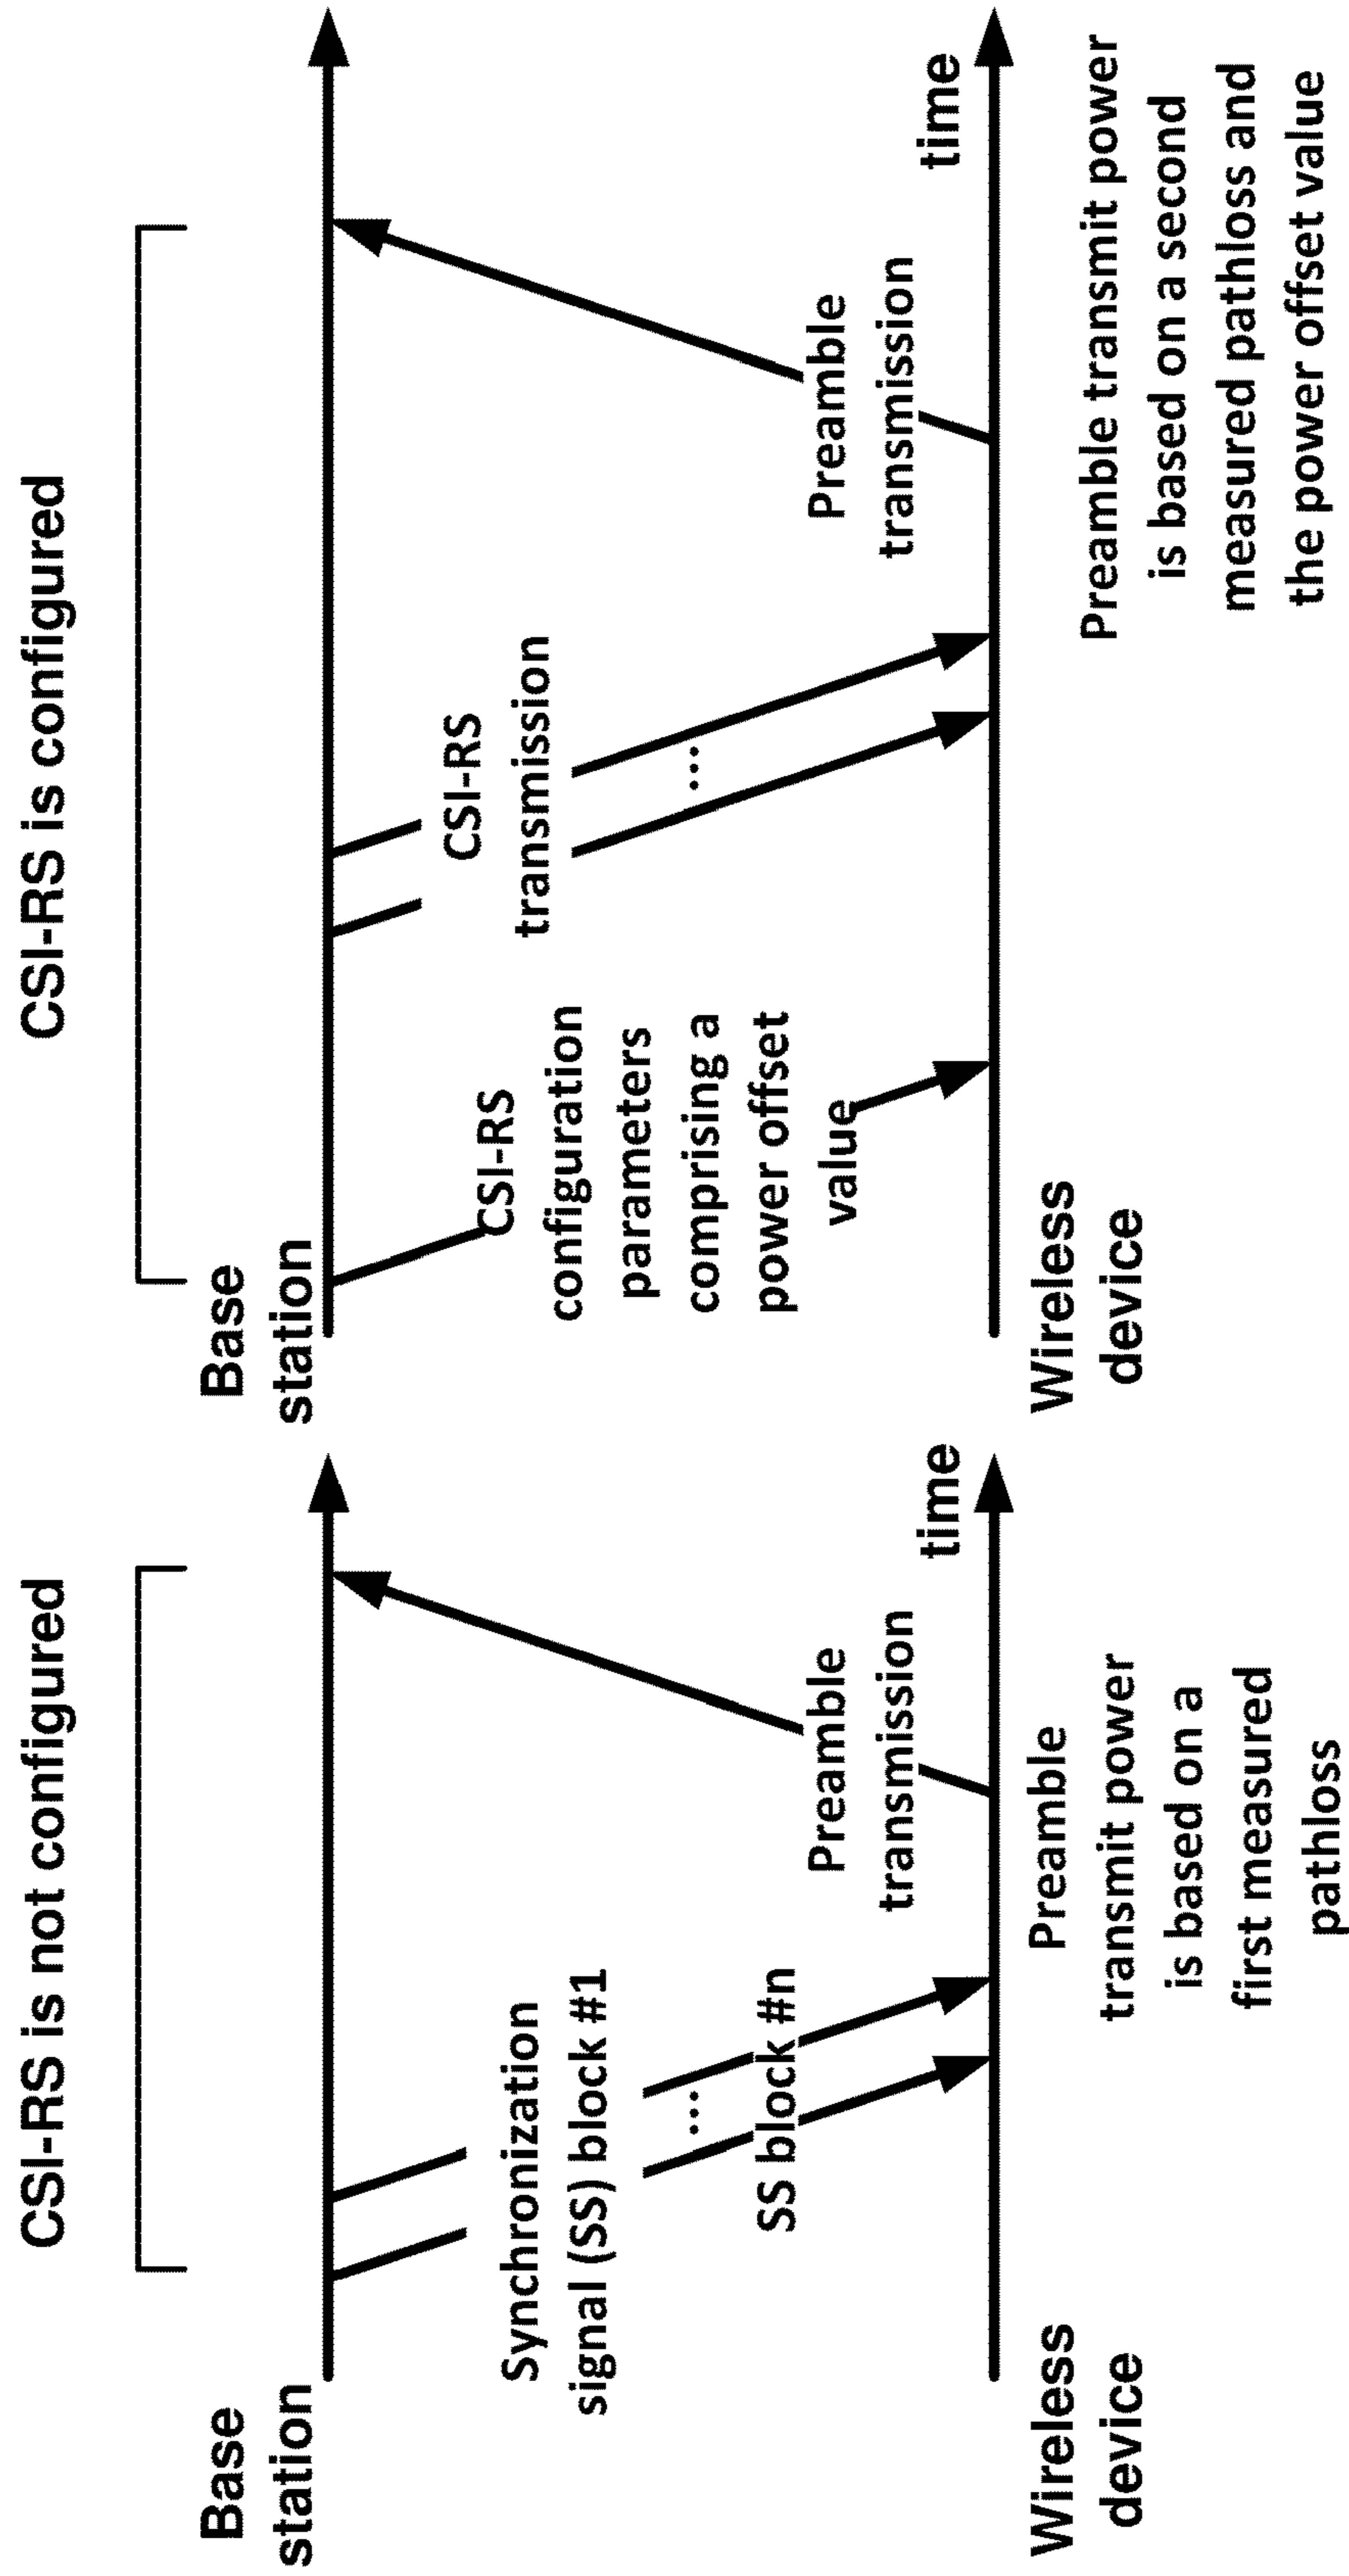 CSI-RS is not configured
Base
station
Synchronization
signal (SS) block #1
...
SS block #n
Preamble
transmission
time
Wireless
device
Preamble
transmit power
is based on a
first measured
pathloss
CSI-RS is configured
Base
station
CSI-RS
configuration
parameters
comprising a
power offset
value
CSI-RS
transmission
...
Preamble
transmission
time
Wireless
device
Preamble transmit power
is based on a second
measured pathloss and
the power offset value